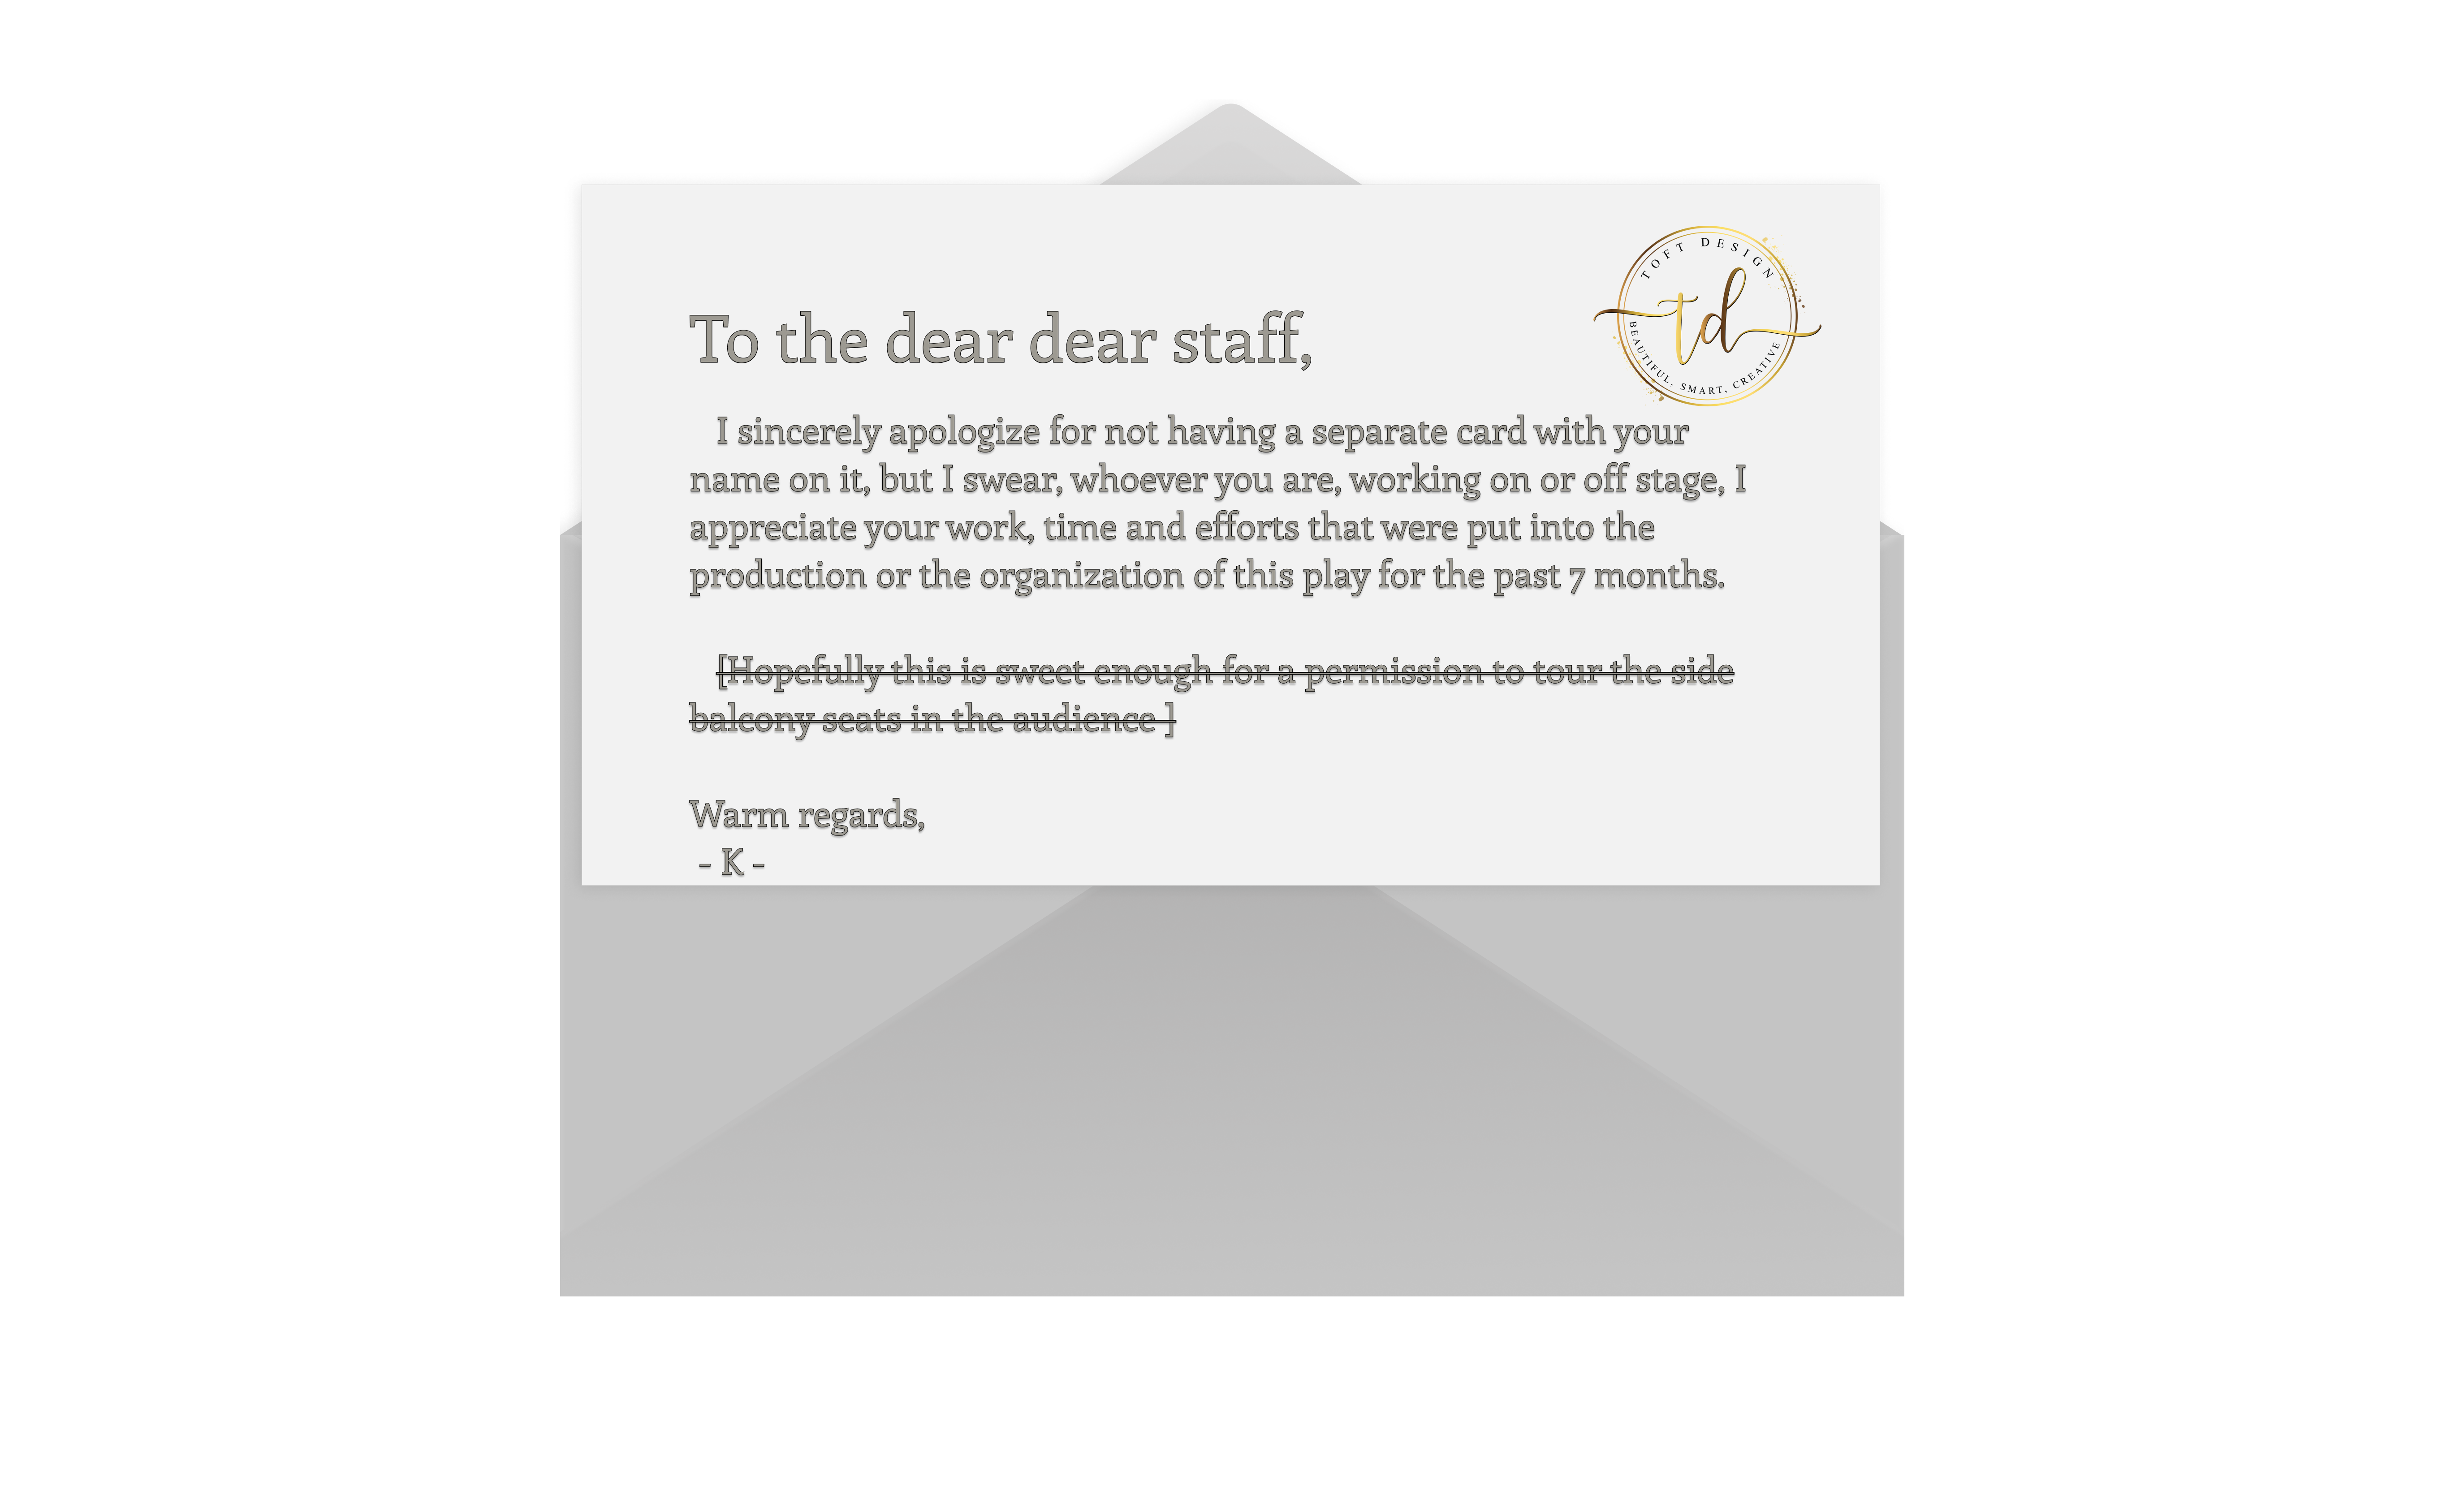 TOFT DESIGN
td
BEAUTIFUL, SMART, CREATIVE
To the dear dear staff,
I sincerely apologize for not having a separate card with your
name on it, but I swear, whoever you are, working on or off stage, I
appreciate your work, time and efforts that were put into the
production or the organization of this play for the past 7 months.
[Hopefully this is sweet enough for a permission to tour the side
balcony seats in the audience ]
Warm regards,
- K -